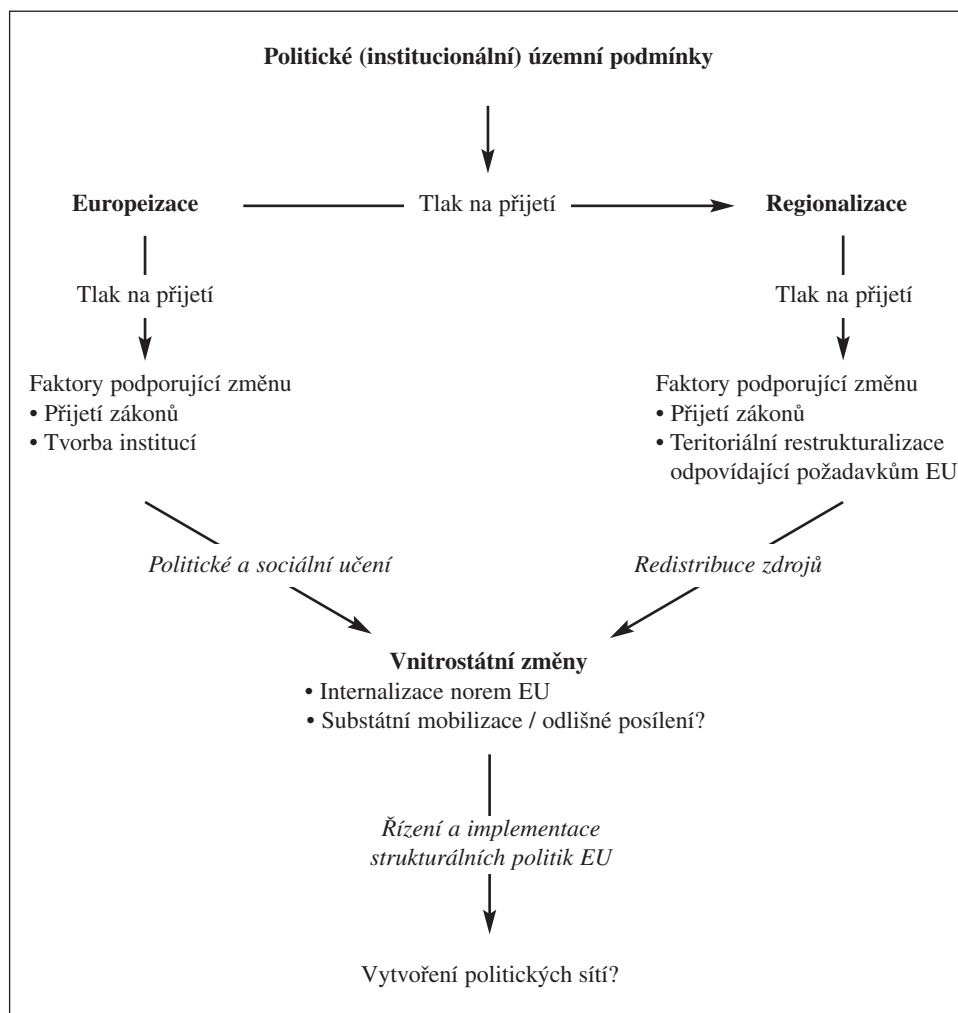 Politické (institucionální) územní podmínky
Europeizace
Tlak na přijetí
Regionalizace
Tlak na přijetí
Tlak na přijetí
Faktory podporující změnu
• Přijetí zákonů
• Tvorba institucí
Faktory podporující změnu
• Přijetí zákonů
• Teritoriální restrukturalizace
odpovídající požadavkům EU
Politické a sociální učení
Redistribuce zdrojů
Vnitrostátní změny
• Internalizace norem EU
• Substátní mobilizace / odlišné posílení?
Řízení a implementace
strukturálních politik EU
Vytvoření politických sítí?